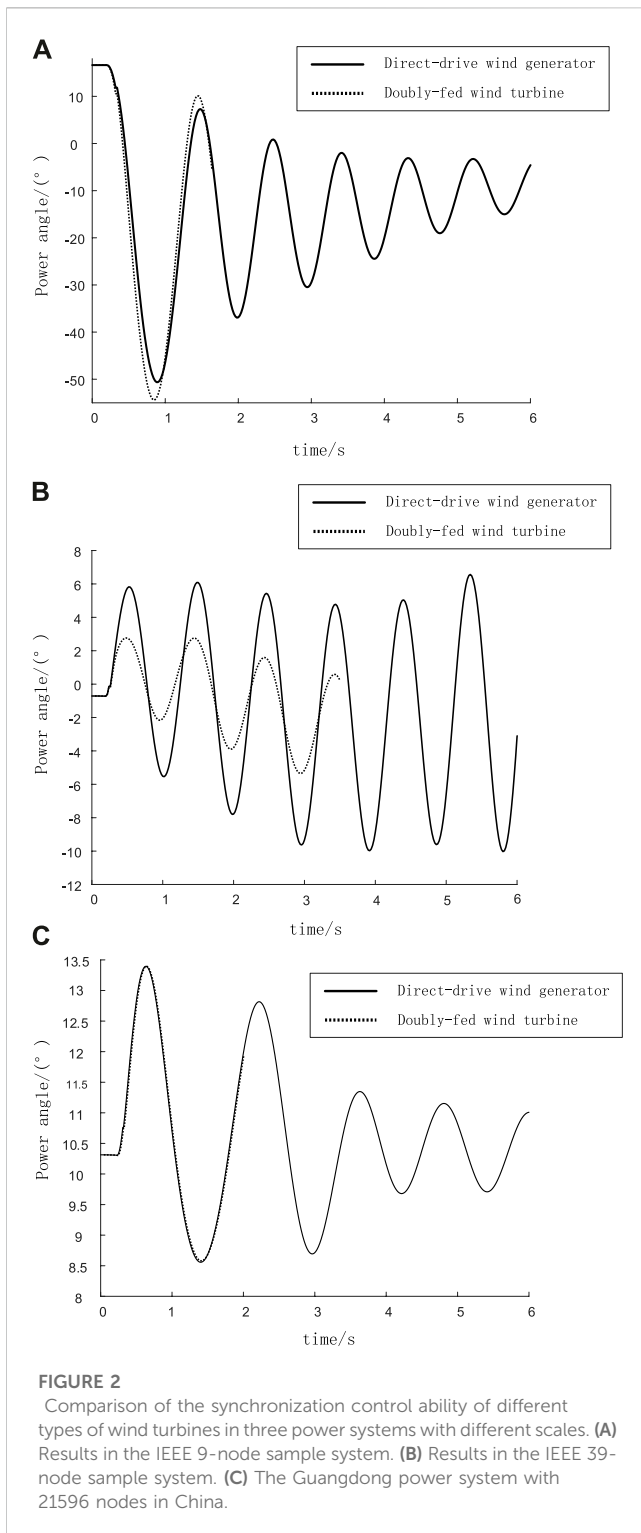 A
Direct-drive wind generator
Doubly-fed wind turbine
Power angle/(°)
10
0
-10
-20
-30
-40
-50
0 1 2 3 4 5 6
time/s
B
Direct-drive wind generator
Doubly-fed wind turbine
Power angle/(°)
8
6
4
2
0
-2
-4
-6
-8
-10
-12
0 1 2 3 4 5 6
time/s
C
Direct-drive wind generator
Doubly-fed wind turbine
Power angle/(°)
13.5
13
12.5
12
11.5
11
10.5
10
9.5
9
8.5
8
0 1 2 3 4 5 6
time/s
FIGURE 2
Comparison of the synchronization control ability of different
types of wind turbines in three power systems with different scales. (A)
Results in the IEEE 9-node sample system. (B) Results in the IEEE 39-
node sample system. (C) The Guangdong power system with
21596 nodes in China.